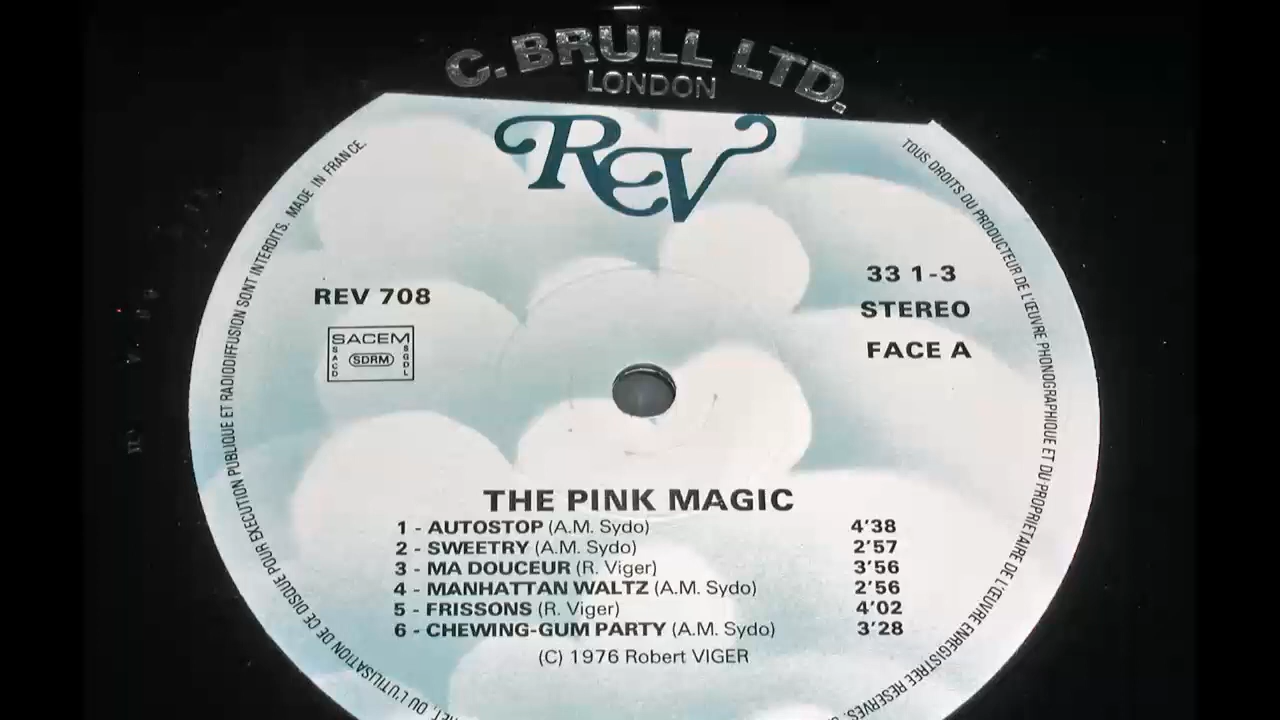 C. BRULL LTD.
LONDON
REV
TOUS DROITS DU PRODUCTEUR DE L'ŒUVRE PHONOGRAPHIQUE ET DU PROPRIETAIRE DE L'ŒUVRE ENREGISTREE RESERVES.
DU L'UTILISATION DE CE DISQUE POUR EXECUTION PUBLIQUE ET RADIODIFFUSION SONT INTERDITS. MADE IN FRANCE.
REV 708
SACEM
SACD
SDRM
SGDL
33 1-3
STEREO
FACE A
THE PINK MAGIC
1 - AUTOSTOP (A.M. Sydo) 4'38
2 - SWEETRY (A.M. Sydo) 2'57
3 - MA DOUCEUR (R. Viger) 3'56
4 - MANHATTAN WALTZ (A.M. Sydo) 2'56
5 - FRISSONS (R. Viger) 4'02
6 - CHEWING-GUM PARTY (A.M. Sydo) 3'28
(C) 1976 Robert VIGER